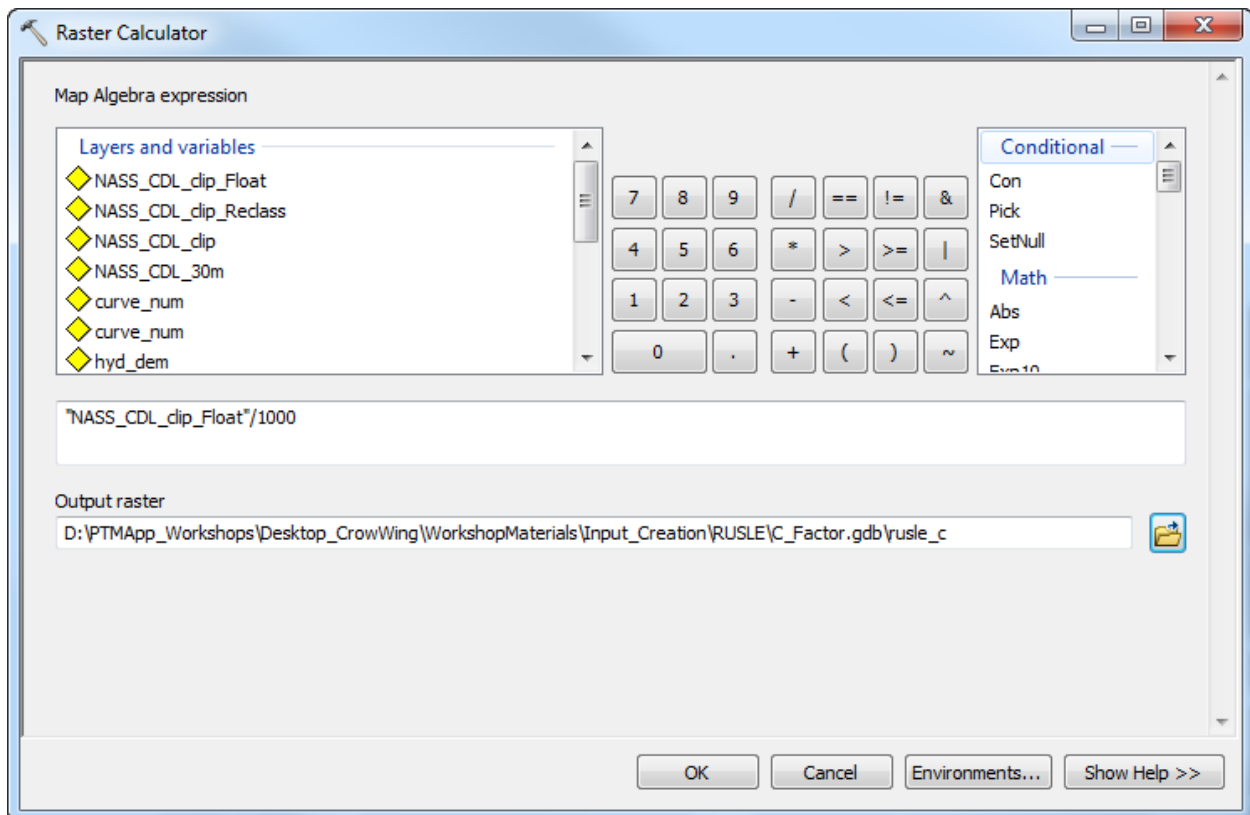 Raster Calculator
Map Algebra expression
Layers and variables
NASS_CDL_clip_Float
NASS_CDL_clip_Reclass
NASS_CDL_clip
NASS_CDL_30m
curve_num
curve_num
hyd_dem
7 8 9 / == != &
4 5 6 * > >= |
1 2 3 - < <= ^
0 . + ( ) ~
Conditional
Con
Pick
SetNull
Math
Abs
Exp
Exp10
"NASS_CDL_clip_Float"/1000
Output raster
D:\PTMApp_Workshops\Desktop_CrowWing\WorkshopMaterials\Input_Creation\RUSLE\C_Factor.gdb\rusle_c
OK Cancel Environments... Show Help >>